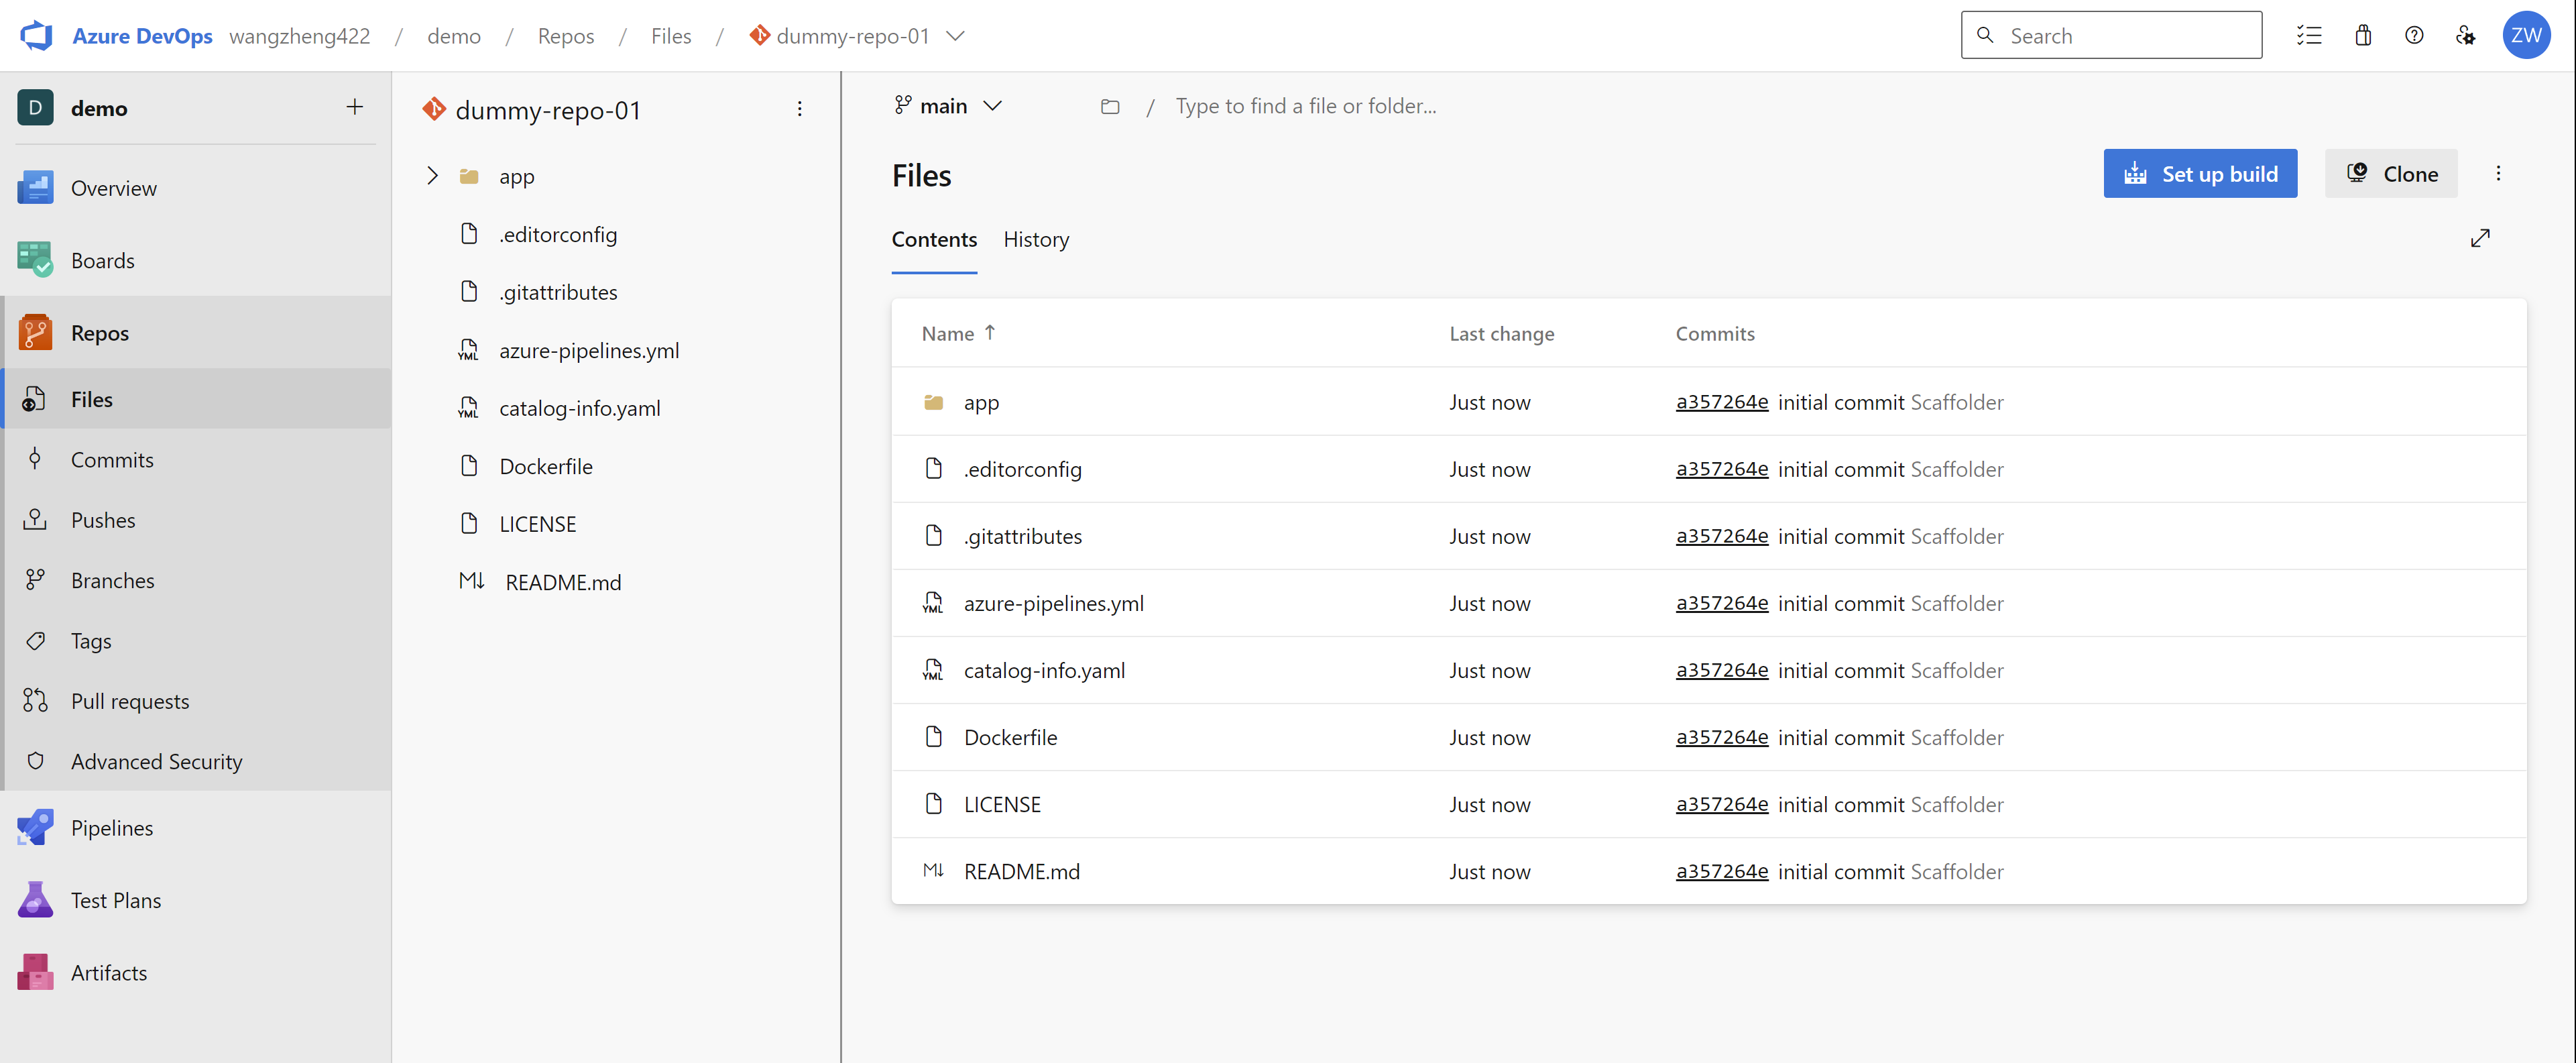 Azure DevOps wangzheng422 / demo / Repos / Files / dummy-repo-01
Search
ZW
D demo
Overview
Boards
Repos
Files
Commits
Pushes
Branches
Tags
Pull requests
Advanced Security
Pipelines
Test Plans
Artifacts
dummy-repo-01
app
.editorconfig
.gitattributes
YML azure-pipelines.yml
YML catalog-info.yaml
Dockerfile
LICENSE
M↓ README.md
main / Type to find a file or folder...
Files
Set up build
Clone
Contents History
Name ↑ Last change Commits
app Just now a357264e initial commit Scaffolder
.editorconfig Just now a357264e initial commit Scaffolder
.gitattributes Just now a357264e initial commit Scaffolder
YML azure-pipelines.yml Just now a357264e initial commit Scaffolder
YML catalog-info.yaml Just now a357264e initial commit Scaffolder
Dockerfile Just now a357264e initial commit Scaffolder
LICENSE Just now a357264e initial commit Scaffolder
M↓ README.md Just now a357264e initial commit Scaffolder